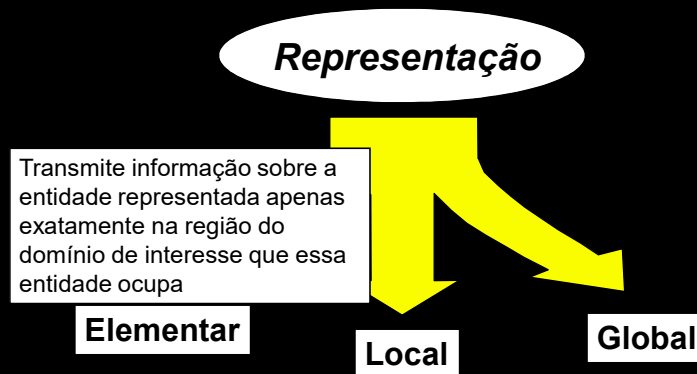 Representação
Transmite informação sobre a
entidade representada apenas
exatamente na região do
domínio de interesse que essa
entidade ocupa
Elementar
Local
Global